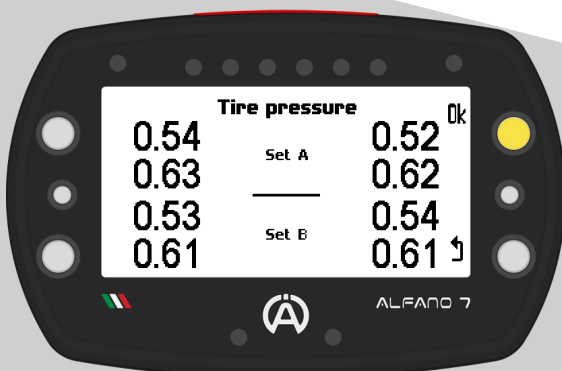 Tire pressure
Ok
0.54 0.52
Set A
0.63 0.62
0.53 0.54
Set B
0.61 0.61
ALFANO 7